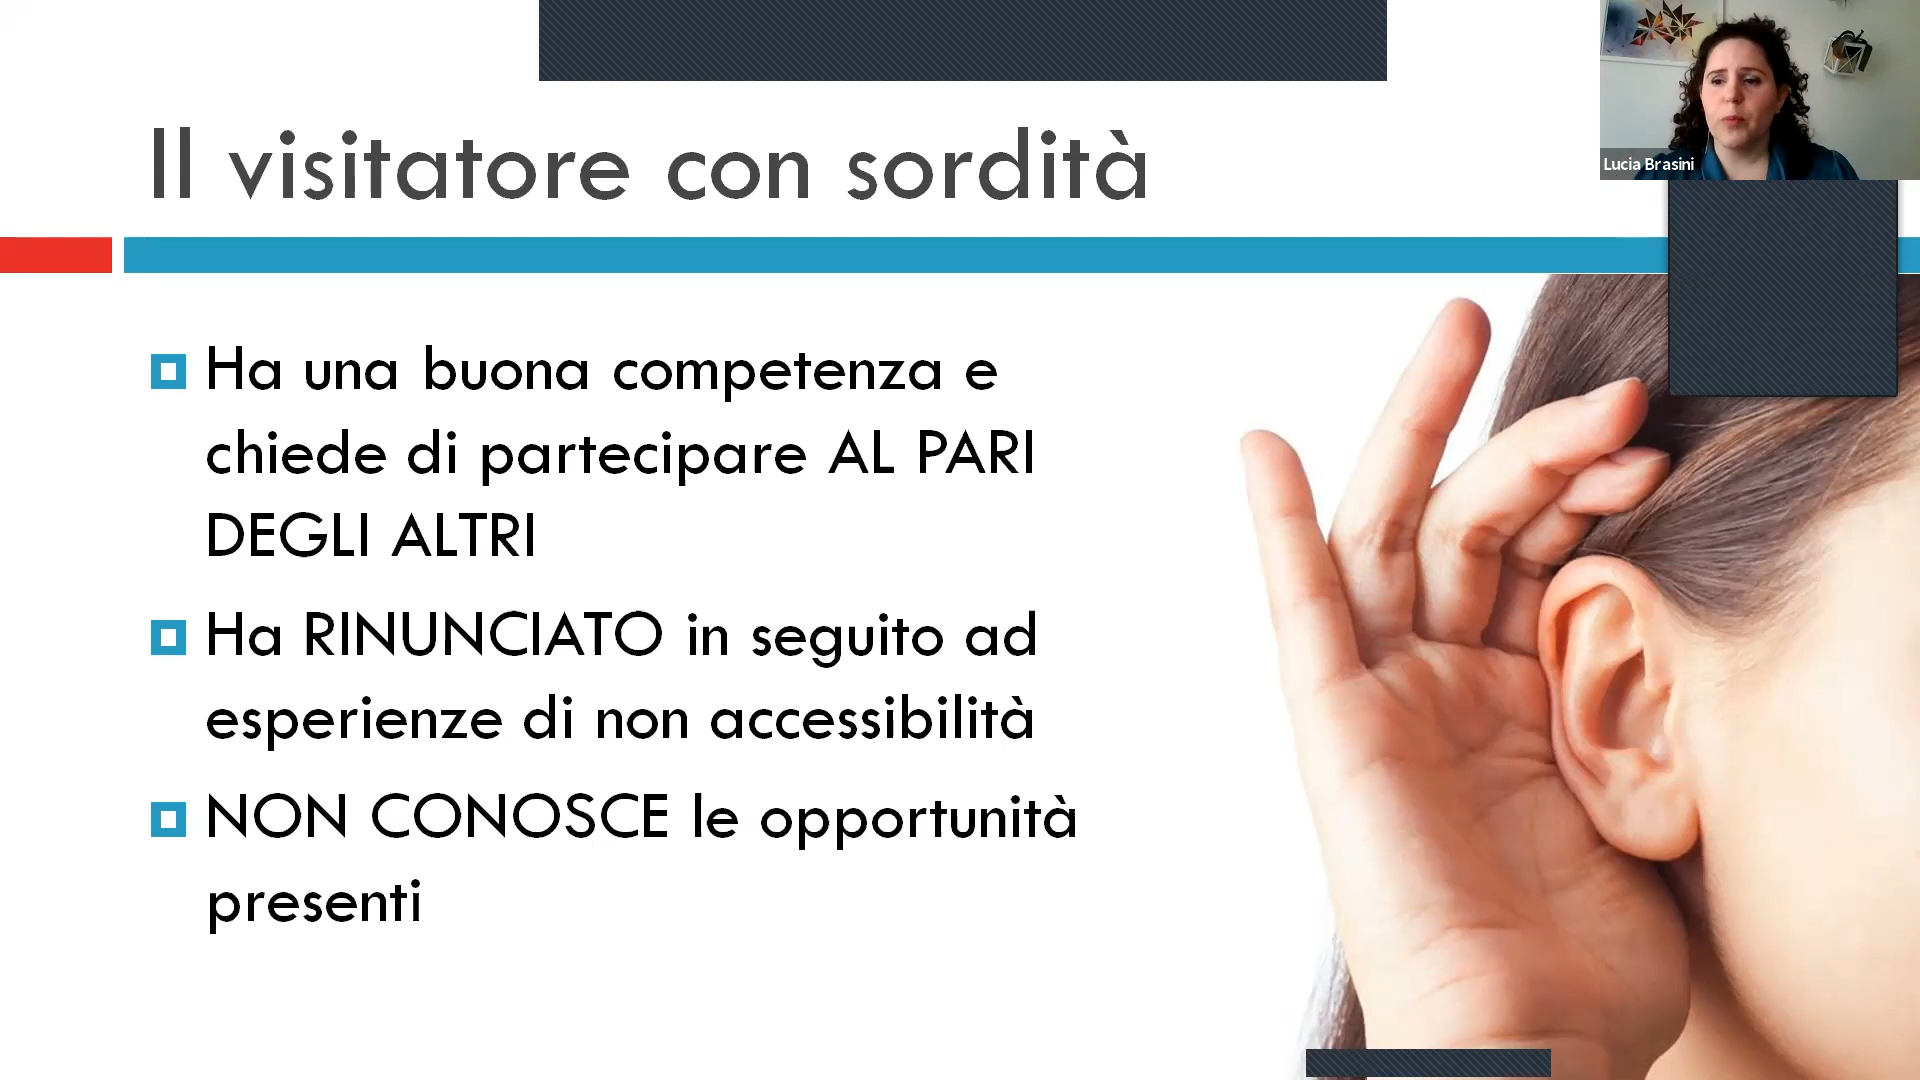 Il visitatore con sordità
Lucia Brasini
Ha una buona competenza e
chiede di partecipare AL PARI
DEGLI ALTRI
Ha RINUNCIATO in seguito ad
esperienze di non accessibilità
NON CONOSCE le opportunità
presenti